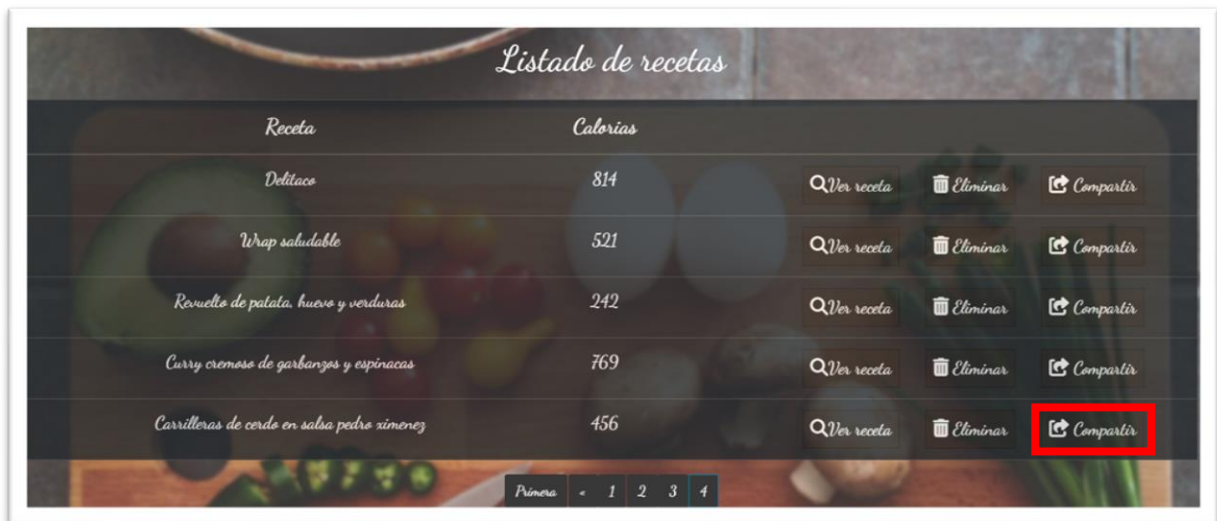 Listado de recetas
Receta Calorias
Delitaco 814 Ver receta Eliminar Compartir
Wrap saludable 521 Ver receta Eliminar Compartir
Revuelto de patata, huevo y verduras 242 Ver receta Eliminar Compartir
Curry cremoso de garbanzos y espinacas 769 Ver receta Eliminar Compartir
Carrilleras de cerdo en salsa pedro ximenez 456 Ver receta Eliminar Compartir
Primera « 1 2 3 4